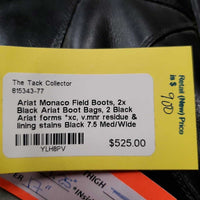 The Tack Collector
815343-77
Ariat Monaco Field Boots, 2x
Black Ariat Boot Bags, 2 Black
Ariat forms *xc, v.mnr residue &
lining stains Black 7.5 Med/Wide
YLH8PV
$525.00
Retail (New) Price
is $ 900
HIGH